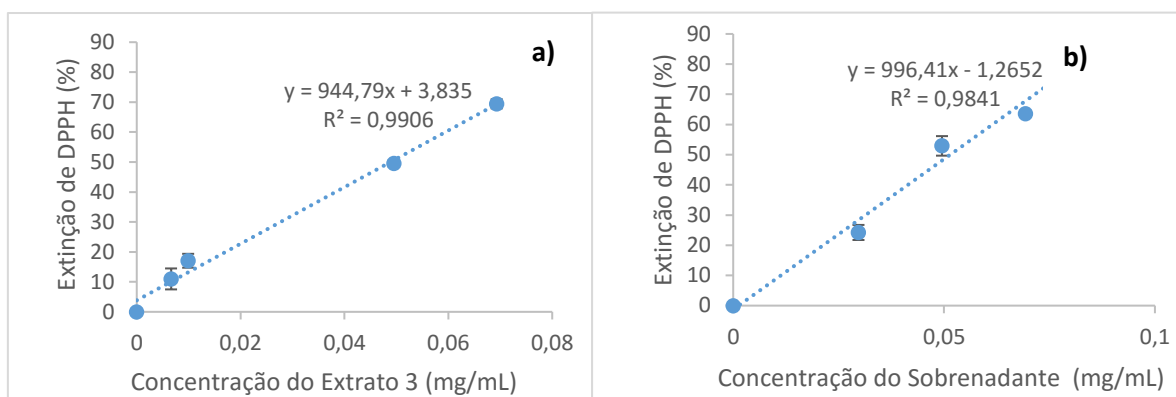 a)
y = 944,79x + 3,835
R² = 0,9906
Extinção de DPPH (%)
90
80
70
60
50
40
30
20
10
0
0
0,02
0,04
0,06
0,08
Concentração do Extrato 3 (mg/mL)
b)
y = 996,41x - 1,2652
R² = 0,9841
Extinção de DPPH (%)
90
80
70
60
50
40
30
20
10
0
0
0,05
0,1
Concentração do Sobrenadante (mg/mL)